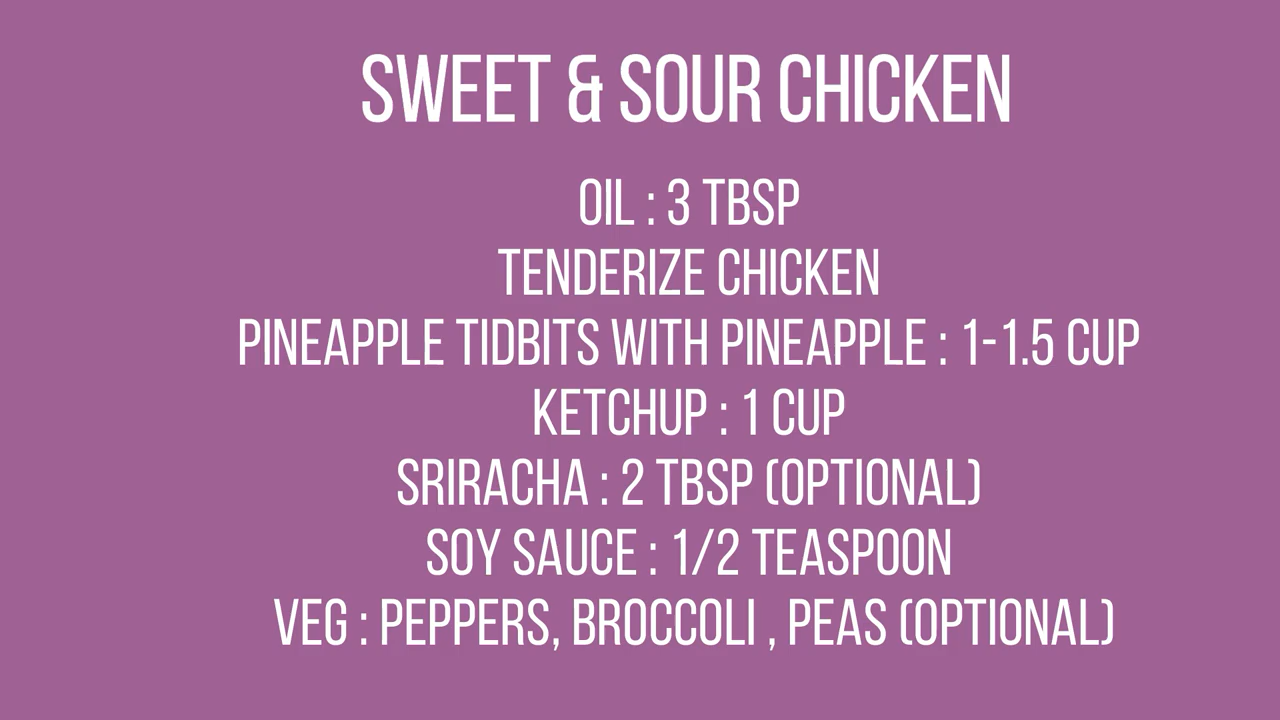 SWEET & SOUR CHICKEN
OIL : 3 TBSP
TENDERIZE CHICKEN
PINEAPPLE TIDBITS WITH PINEAPPLE : 1-1.5 CUP
KETCHUP : 1 CUP
SRIRACHA : 2 TBSP (OPTIONAL)
SOY SAUCE : 1/2 TEASPOON
VEG : PEPPERS, BROCCOLI , PEAS (OPTIONAL)